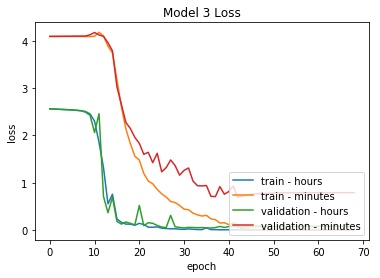 Model 3 Loss
loss
4
3
2
1
0
train - hours
train - minutes
validation - hours
validation - minutes
0
10
20
30
40
50
60
70
epoch